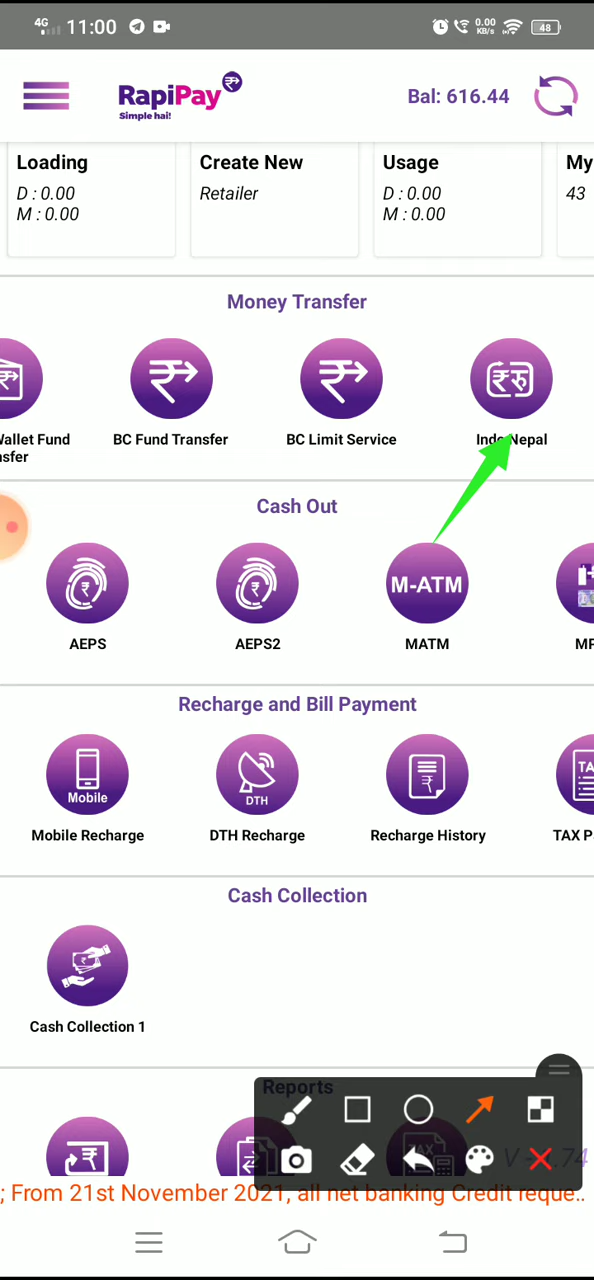 4G 11:00 0.00 KB/s 48
RapiPay
Simple hai!
Bal: 616.44
Loading
D : 0.00
M : 0.00
Create New
Retailer
Usage
D : 0.00
M : 0.00
My
43
Money Transfer
Wallet Fund
nsfer
BC Fund Transfer
BC Limit Service
Indo Nepal
Cash Out
M-ATM
AEPS
AEPS2
MATM
MP
Recharge and Bill Payment
Mobile
DTH
TA
Mobile Recharge
DTH Recharge
Recharge History
TAX P
Cash Collection
Cash Collection 1
Reports
TAX
; From 21st November 2021, all net banking Credit reque..